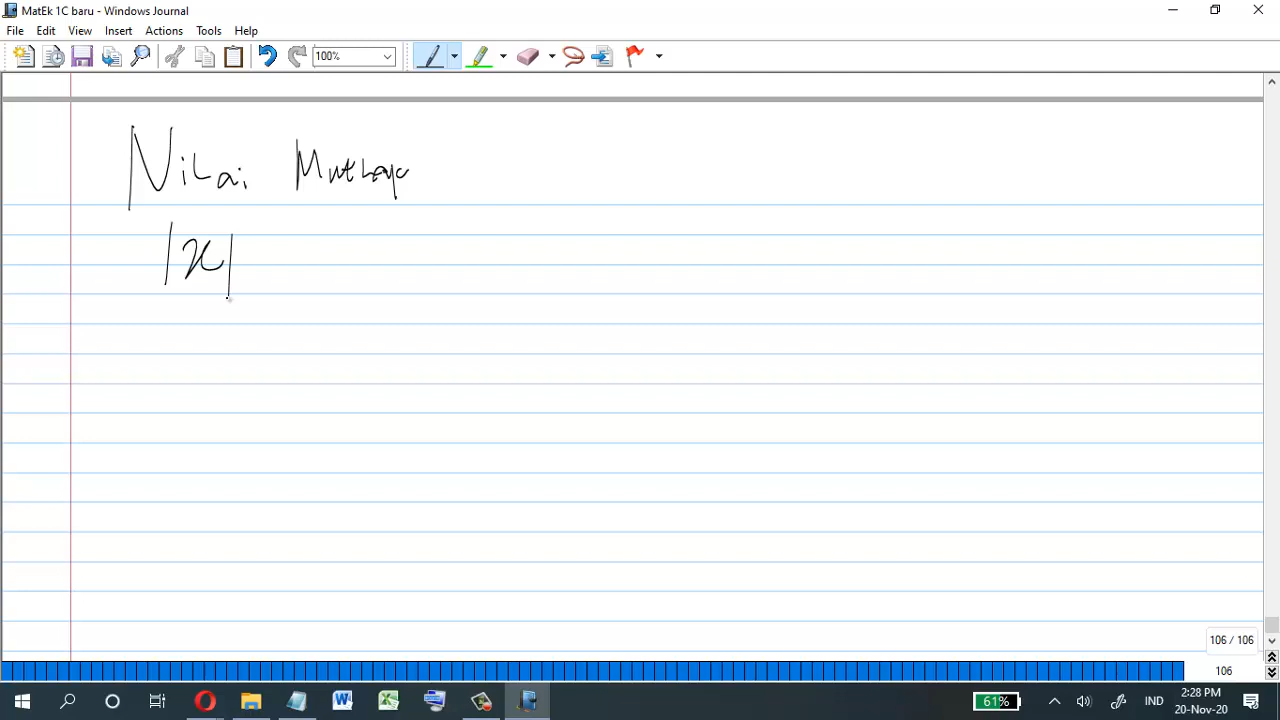 MatEk 1C baru - Windows Journal
File Edit View Insert Actions Tools Help
100%
Nilai Mutlak
|x|
106 / 106
106
61% IND 2:28 PM
20-Nov-20